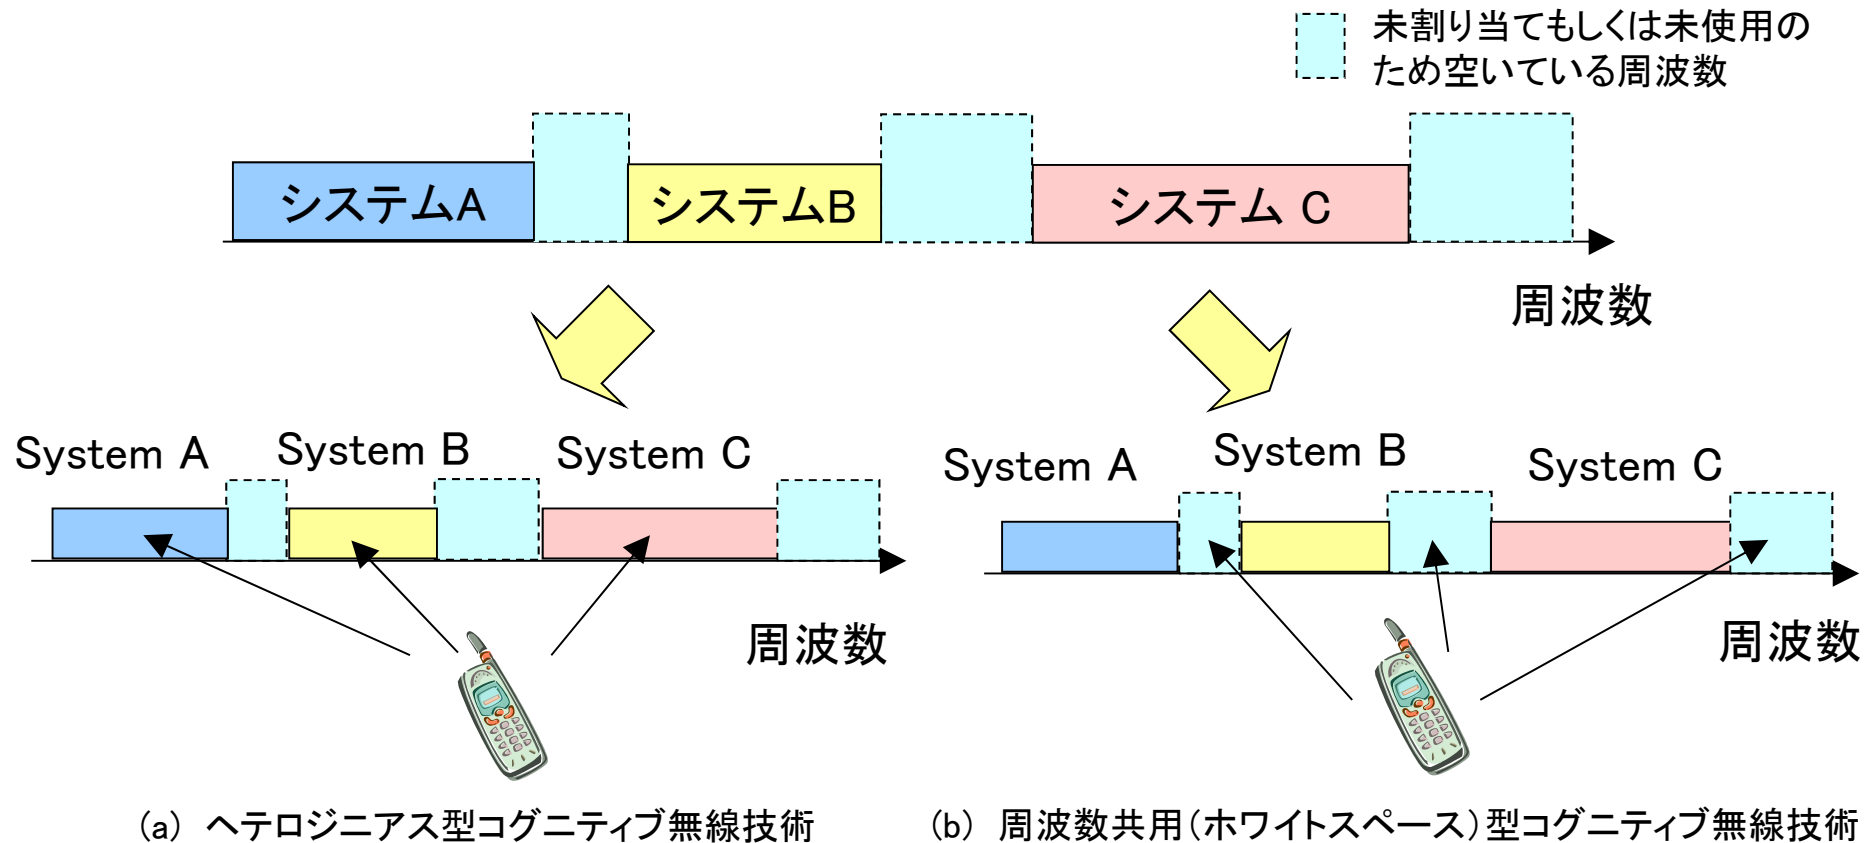 未割り当てもしくは未使用の
ため空いている周波数
システムA
システムB
システム C
周波数
System A
System B
System C
周波数
(a) ヘテロジニアス型コグニティブ無線技術
System A
System B
System C
周波数
(b) 周波数共用(ホワイトスペース)型コグニティブ無線技術